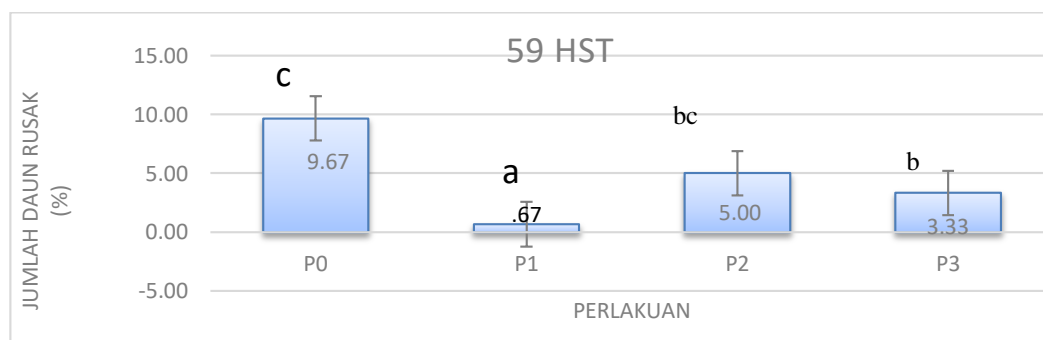 59 HST
JUMLAH DAUN RUSAK
(%)
15.00
10.00
5.00
0.00
-5.00
c
a
bc
b
9.67
.67
5.00
3.33
P0
P1
P2
P3
PERLAKUAN